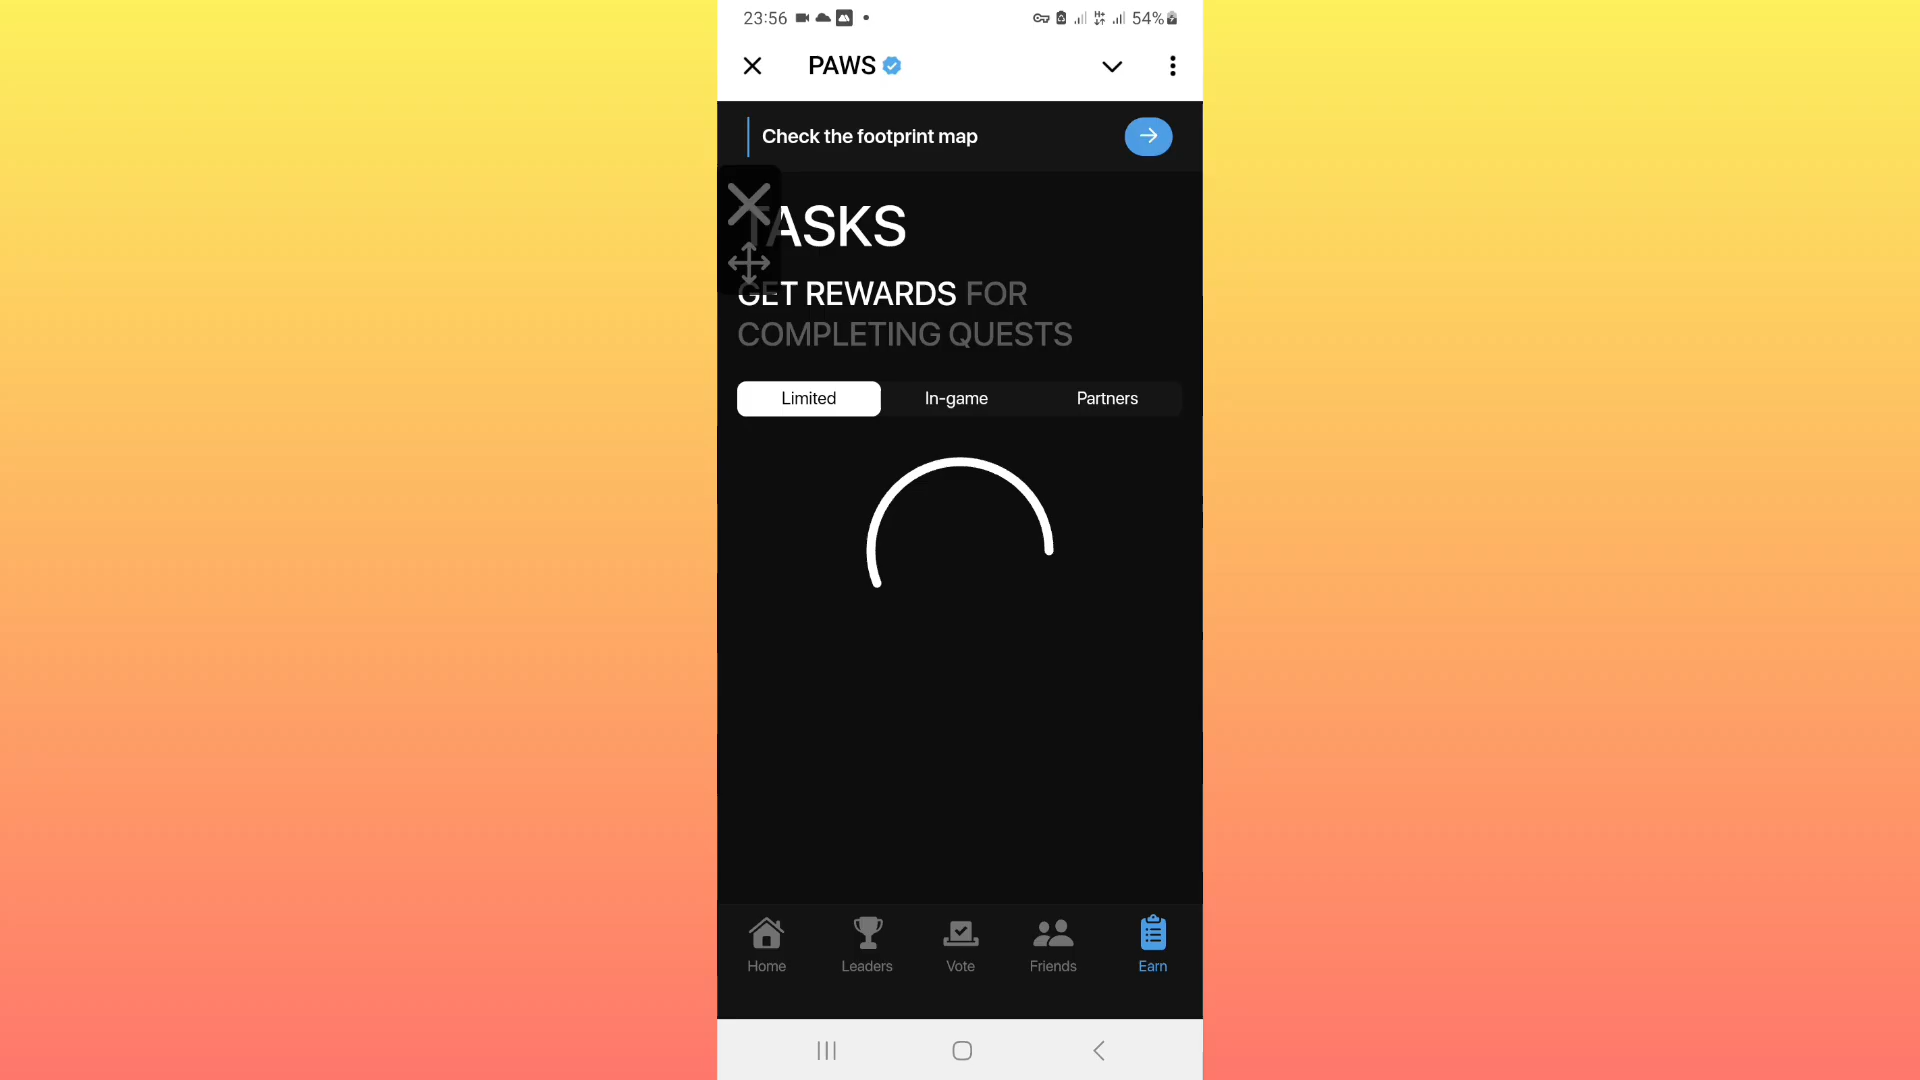 23:56 54%
PAWS
Check the footprint map
TASKS
GET REWARDS FOR
COMPLETING QUESTS
Limited In-game Partners
Home Leaders Vote Friends Earn